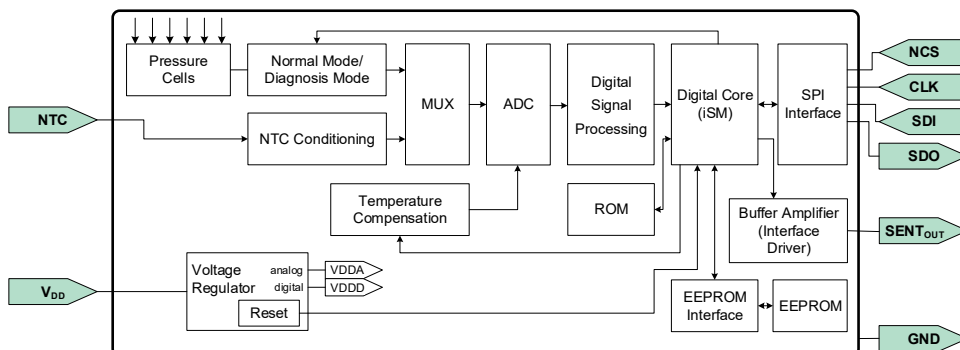 Pressure
Cells
Normal Mode/
Diagnosis Mode
MUX
ADC
Digital
Signal
Processing
Digital Core
(iSM)
SPI
Interface
NCS
CLK
SDI
SDO
NTC
NTC Conditioning
Temperature
Compensation
ROM
Buffer Amplifier
(Interface
Driver)
SENTOUT
VDD
Voltage
Regulator
analog
digital
VDDA
VDDD
Reset
EEPROM
Interface
EEPROM
GND